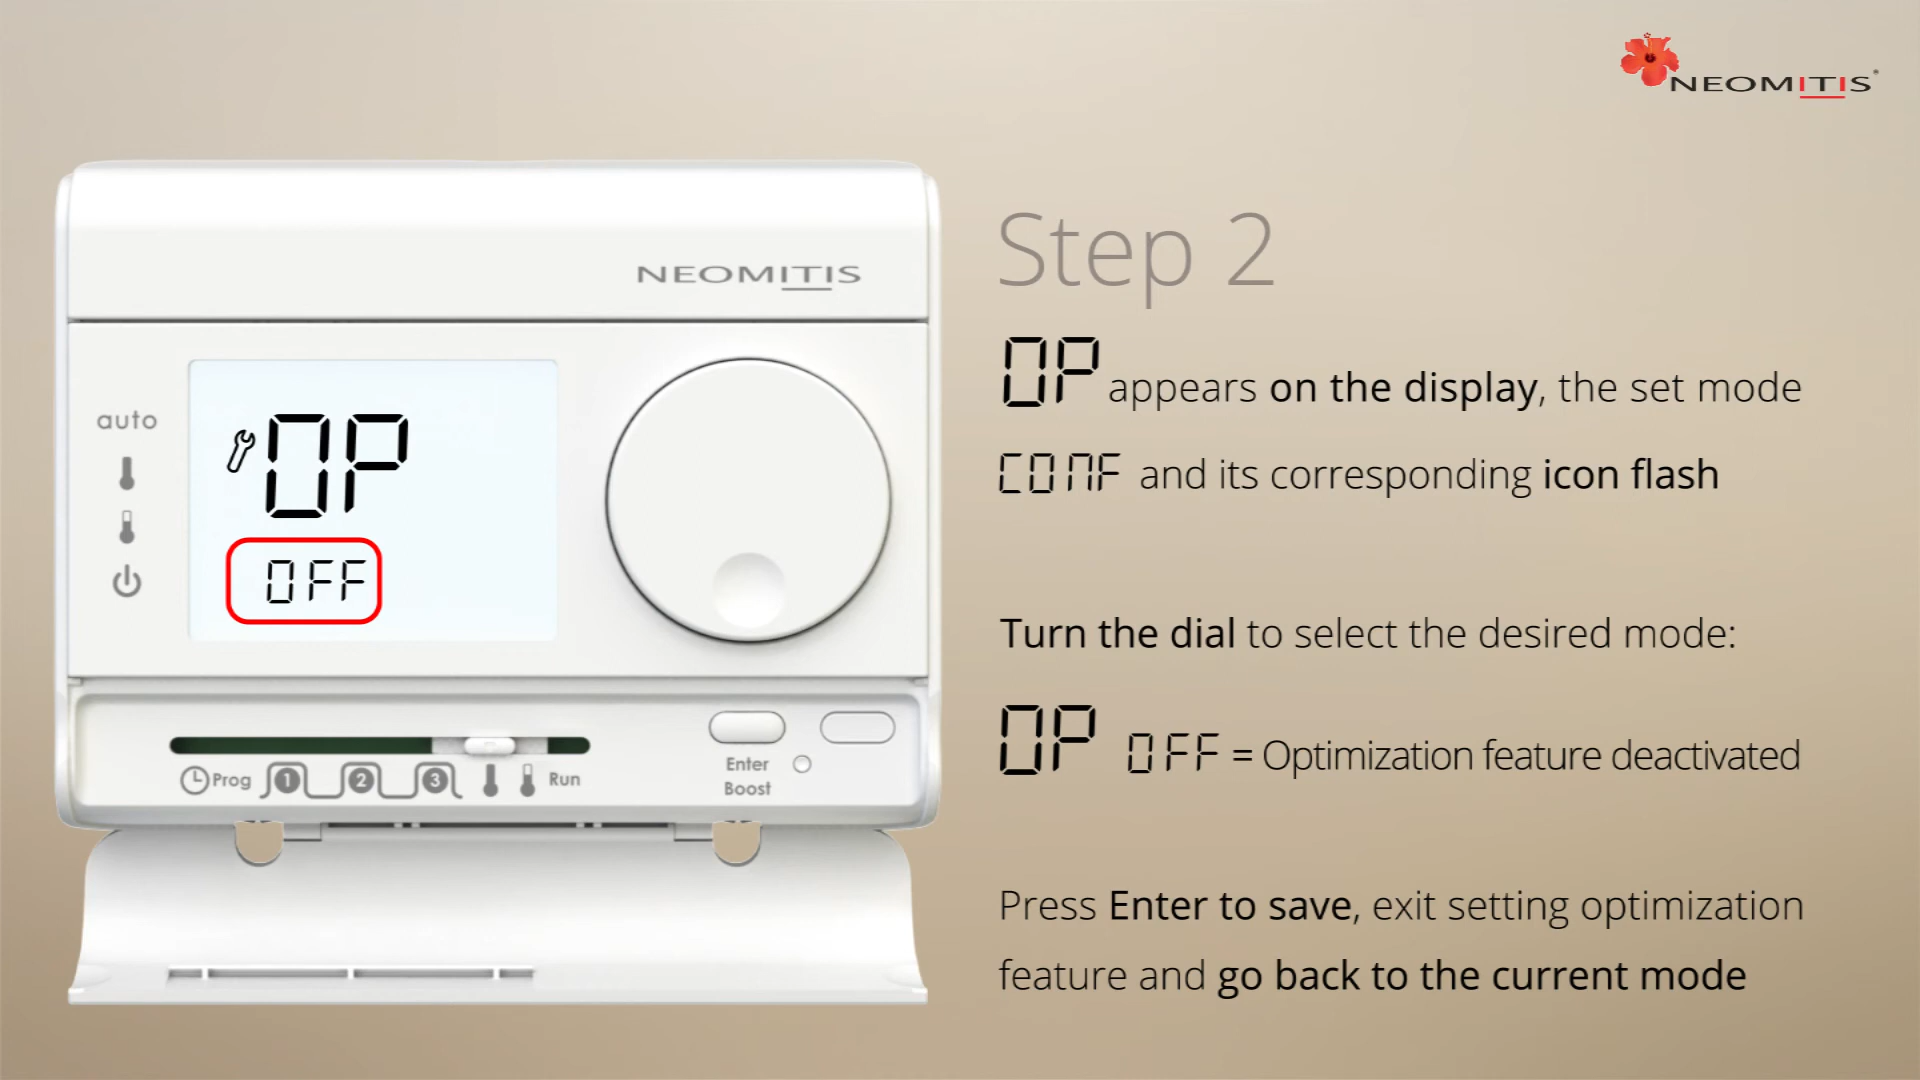 NEOMITIS®
NEOMITIS
auto
OP
OFF
Prog 1 2 3 Run
Enter
Boost
Step 2
OP appears on the display, the set mode
CONF and its corresponding icon flash
Turn the dial to select the desired mode:
OP OFF = Optimization feature deactivated
Press Enter to save, exit setting optimization
feature and go back to the current mode